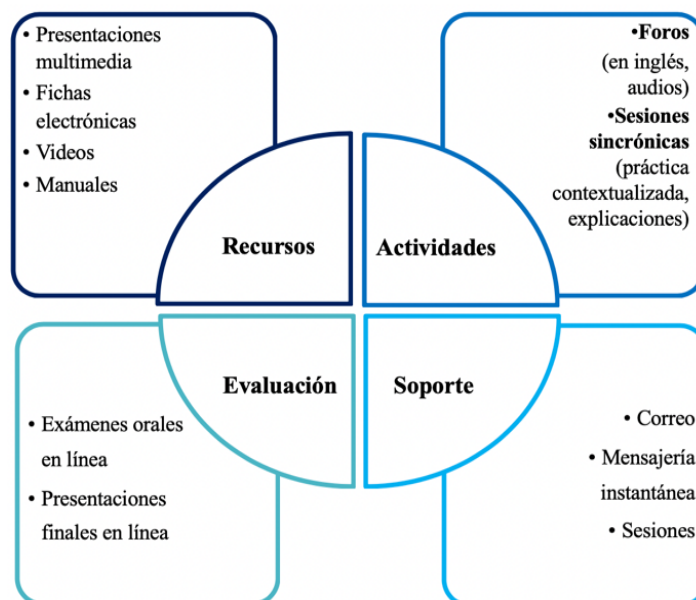 • Presentaciones
multimedia
• Fichas
electrónicas
• Videos
• Manuales
•Foros
(en inglés,
audios)
•Sesiones
sincrónicas
(práctica
contextualizada,
explicaciones)
Recursos
Actividades
Evaluación
Soporte
• Exámenes orales
en línea
• Presentaciones
finales en línea
• Correo
• Mensajería
instantánea
• Sesiones